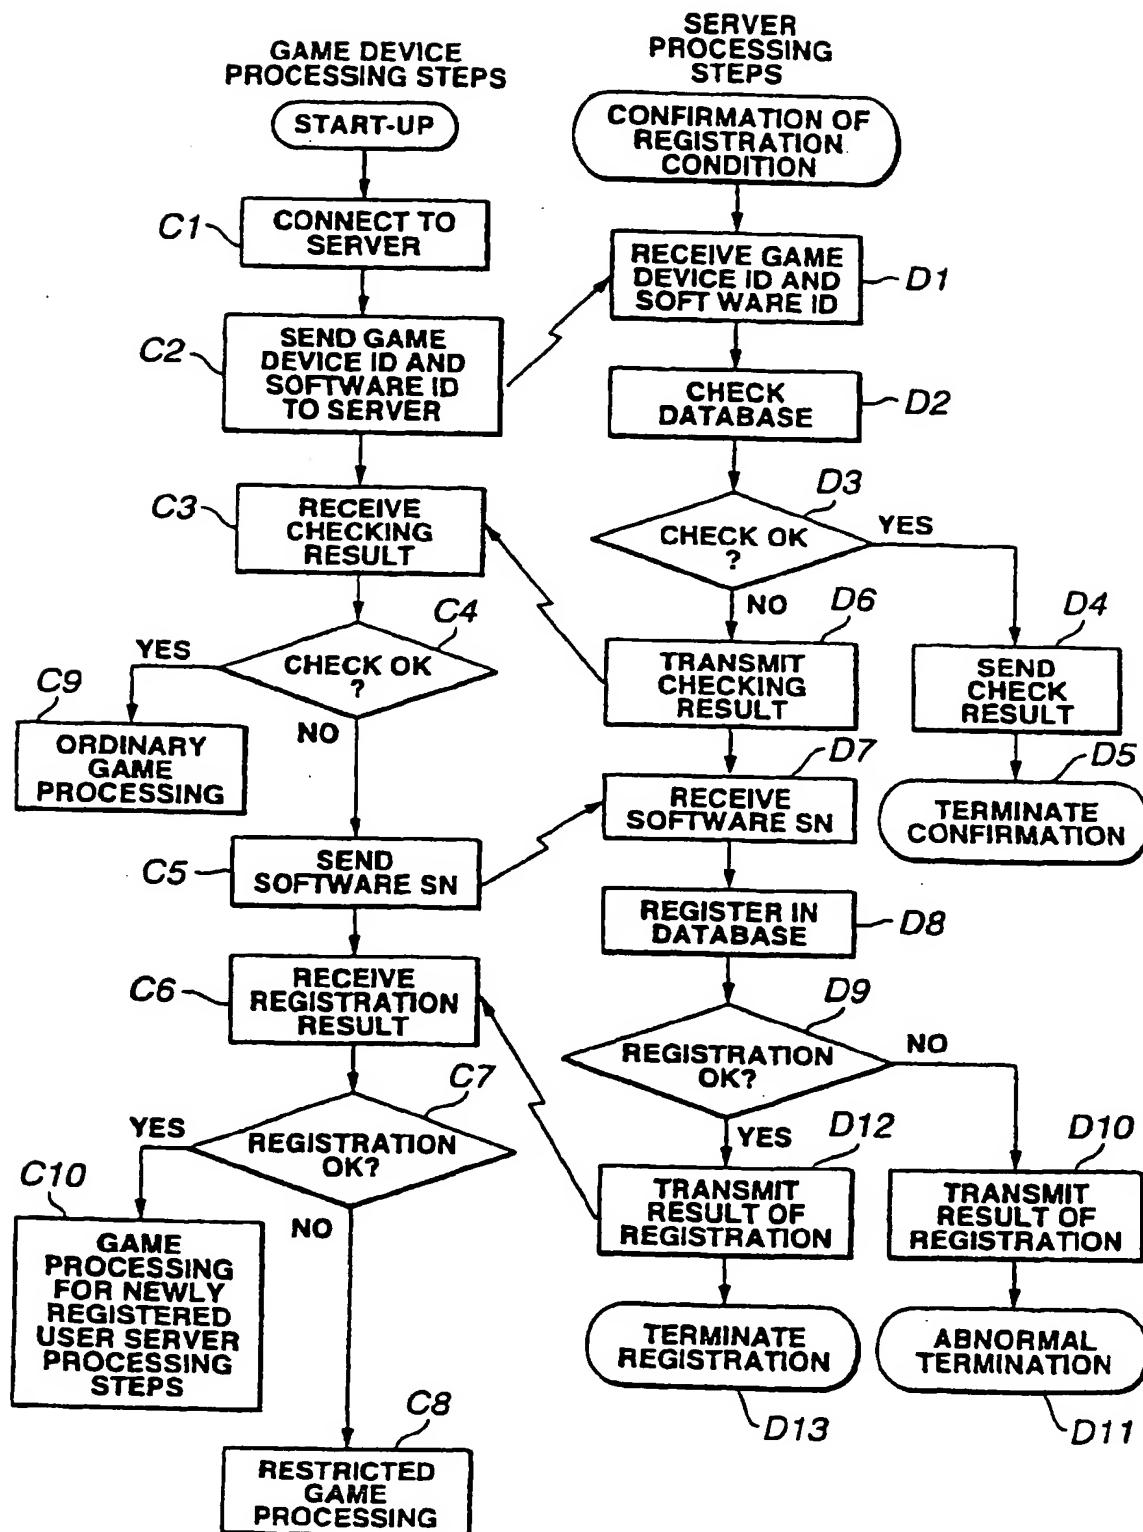 GAME DEVICE
PROCESSING STEPS
START-UP
C1
CONNECT TO
SERVER
C2
SEND GAME
DEVICE ID AND
SOFTWARE ID
TO SERVER
C3
RECEIVE
CHECKING
RESULT
C4
CHECK OK
?
YES
NO
C9
ORDINARY
GAME
PROCESSING
C5
SEND
SOFTWARE SN
C6
RECEIVE
REGISTRATION
RESULT
C7
REGISTRATION
OK?
YES
NO
C10
GAME
PROCESSING
FOR NEWLY
REGISTERED
USER SERVER
PROCESSING
STEPS
C8
RESTRICTED
GAME
PROCESSING
SERVER
PROCESSING
STEPS
CONFIRMATION OF
REGISTRATION
CONDITION
RECEIVE GAME
DEVICE ID AND
SOFT WARE ID
D1
CHECK
DATABASE
D2
D3
CHECK OK
?
YES
NO
D6
TRANSMIT
CHECKING
RESULT
D4
SEND
CHECK
RESULT
D5
TERMINATE
CONFIRMATION
D7
RECEIVE
SOFTWARE SN
REGISTER IN
DATABASE
D8
D9
REGISTRATION
OK?
NO
YES
D12
TRANSMIT
RESULT OF
REGISTRATION
D10
TRANSMIT
RESULT OF
REGISTRATION
TERMINATE
REGISTRATION
D13
ABNORMAL
TERMINATION
D11